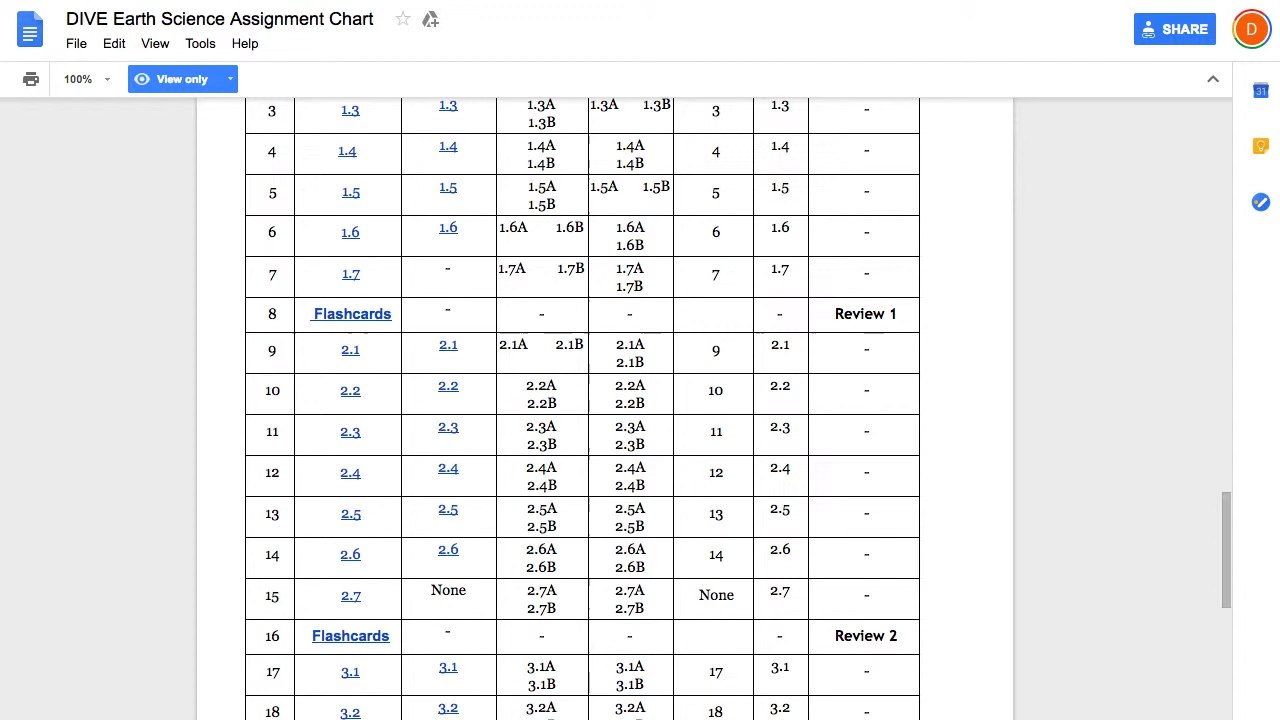 DIVE Earth Science Assignment Chart
File Edit View Tools Help
SHARE
D
100%
View only
31
3 1.3 1.3 1.3A 1.3A 1.3B 3 1.3 -
1.3B
4 1.4 1.4 1.4A 1.4A 4 1.4 -
1.4B 1.4B
5 1.5 1.5 1.5A 1.5A 1.5B 5 1.5 -
1.5B
6 1.6 1.6 1.6A 1.6B 1.6A 6 1.6 -
1.6B
7 1.7 - 1.7A 1.7B 1.7A 7 1.7 -
1.7B
8 Flashcards - - - - Review 1
9 2.1 2.1 2.1A 2.1B 2.1A 9 2.1 -
2.1B
10 2.2 2.2 2.2A 2.2A 10 2.2 -
2.2B 2.2B
11 2.3 2.3 2.3A 2.3A 11 2.3 -
2.3B 2.3B
12 2.4 2.4 2.4A 2.4A 12 2.4 -
2.4B 2.4B
13 2.5 2.5 2.5A 2.5A 13 2.5 -
2.5B 2.5B
14 2.6 2.6 2.6A 2.6A 14 2.6 -
2.6B 2.6B
15 2.7 None 2.7A 2.7A None 2.7 -
2.7B 2.7B
16 Flashcards - - - - Review 2
17 3.1 3.1 3.1A 3.1A 17 3.1 -
3.1B 3.1B
18 3.2 3.2 3.2A 3.2A 18 3.2 -